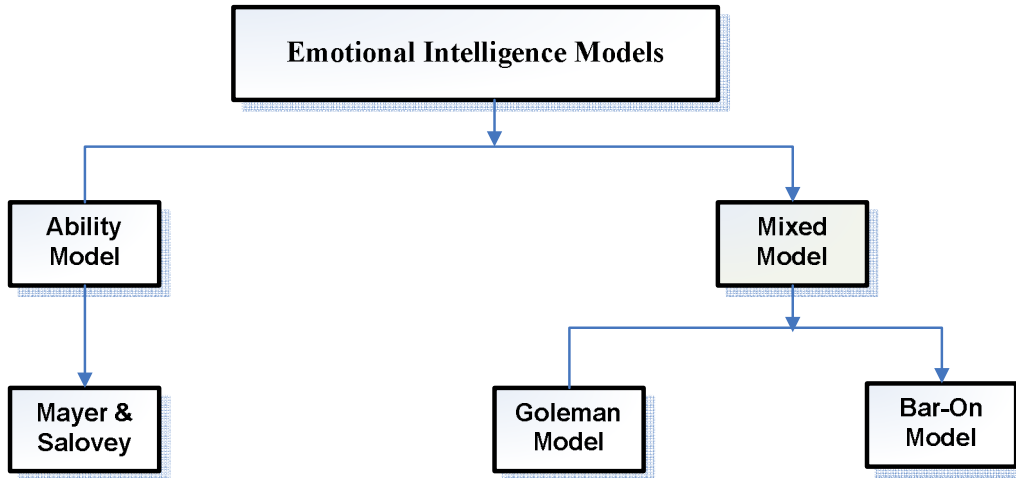 Emotional Intelligence Models
Ability
Model
Mixed
Model
Mayer &
Salovey
Goleman
Model
Bar-On
Model